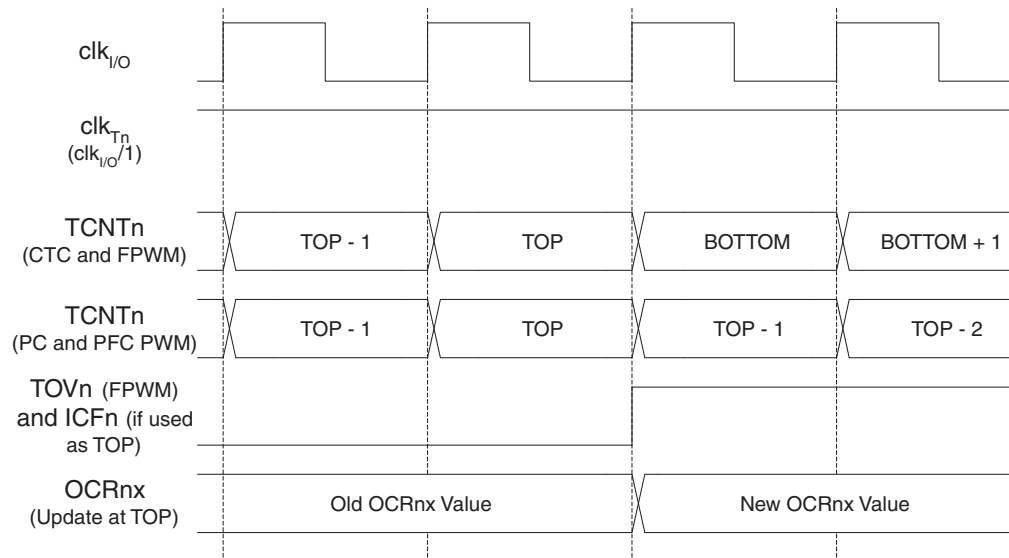 clkI/O
clkTn
(clkI/O/1)
TCNTn
(CTC and FPWM)
TOP - 1
TOP
BOTTOM
BOTTOM + 1
TCNTn
(PC and PFC PWM)
TOP - 1
TOP
TOP - 1
TOP - 2
TOVn (FPWM)
and ICFn (if used
as TOP)
OCRnx
(Update at TOP)
Old OCRnx Value
New OCRnx Value